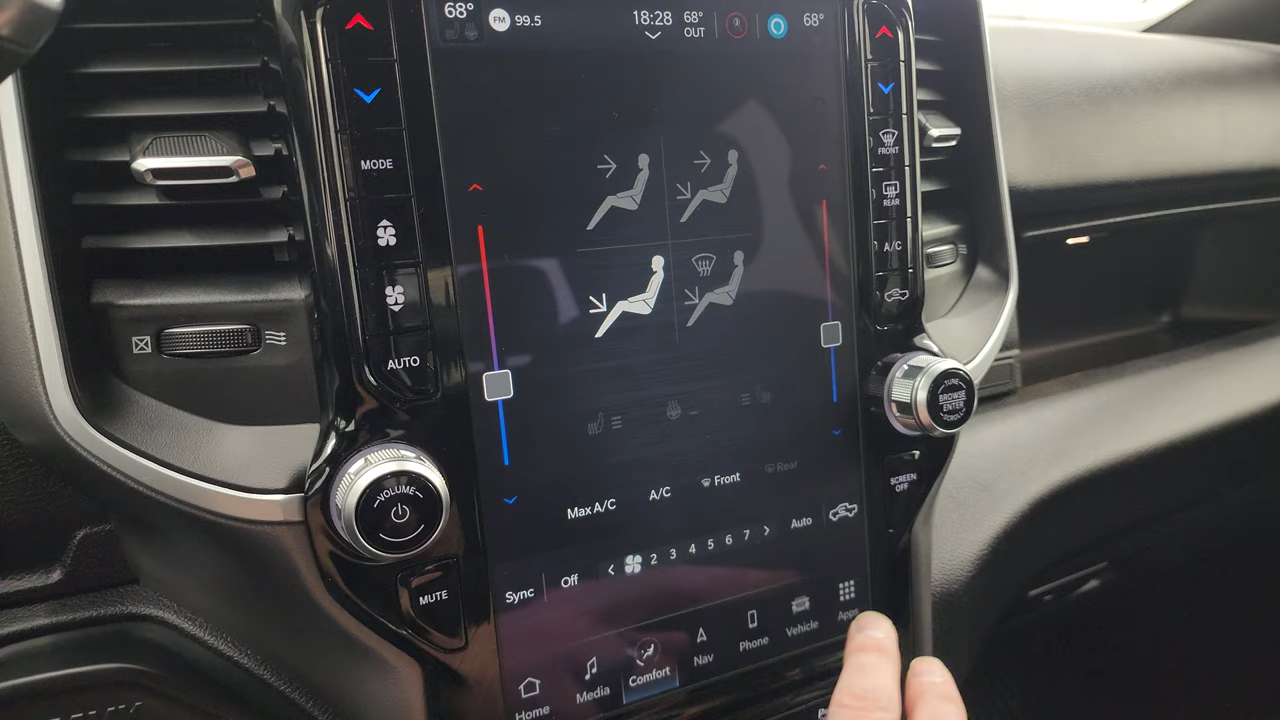 68°
FM 99.5
18:28
68°
OUT
68°
MODE
AUTO
FRONT
REAR
A/C
TUNE
BROWSE
ENTER
SCROLL
SCREEN
OFF
VOLUME
MUTE
Max A/C
A/C
Front
Rear
Sync
Off
< 2 3 4 5 6 7 >
Auto
Home
Media
Comfort
Nav
Phone
Vehicle
Apps